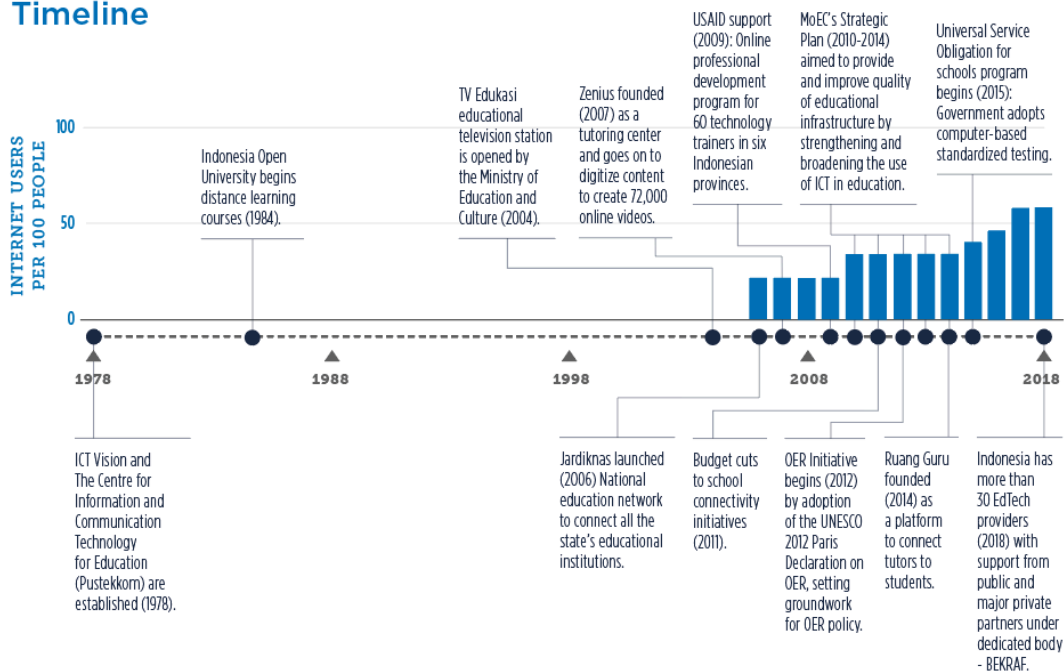 Timeline
USAID support
(2009): Online
professional
development
program for
60 technology
trainers in six
Indonesian
provinces.
MoEC's Strategic
Plan (2010-2014)
aimed to provide
and improve quality
of educational
infrastructure by
strengthening and
broadening the use
of ICT in education.
Universal Service
Obligation for
schools program
begins (2015):
Government adopts
computer-based
standardized testing.
TV Edukasi
educational
television station
is opened by
the Ministry of
Education and
Culture (2004).
Zenius founded
(2007) as a
tutoring center
and goes on to
digitize content
to create 72,000
online videos.
Indonesia Open
University begins
distance learning
courses (1984).
INTERNET USERS
PER 100 PEOPLE
100
50
0
1978
1988
1998
2008
2018
ICT Vision and
The Centre for
Information and
Communication
Technology
for Education
(Pustekkom) are
established (1978).
Jardiknas launched
(2006) National
education network
to connect all the
state's educational
institutions.
Budget cuts
to school
connectivity
initiatives
(2011).
OER Initiative
begins (2012)
by adoption
of the UNESCO
2012 Paris
Declaration on
OER, setting
groundwork
for OER policy.
Ruang Guru
founded
(2014) as
a platform
to connect
tutors to
students.
Indonesia has
more than
30 EdTech
providers
(2018) with
support from
public and
major private
partners under
dedicated body
- BEKRAF.